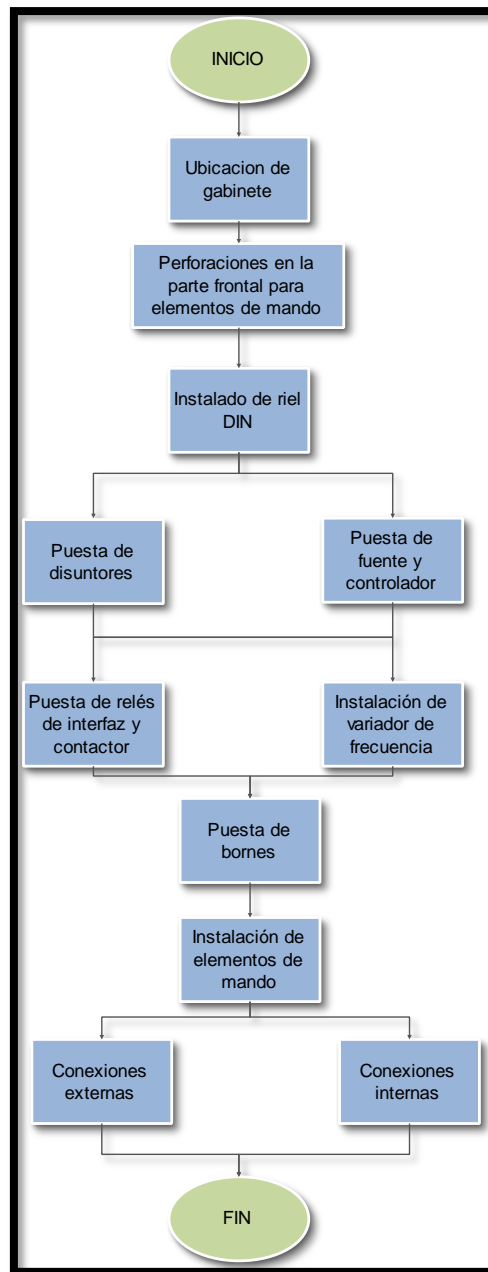 INICIO
Ubicacion de
gabinete
Perforaciones en la
parte frontal para
elementos de mando
Instalado de riel
DIN
Puesta de
disuntores
Puesta de
fuente y
controlador
Puesta de relés
de interfaz y
contactor
Instalación de
variador de
frecuencia
Puesta de
bornes
Instalación de
elementos de
mando
Conexiones
externas
Conexiones
internas
FIN